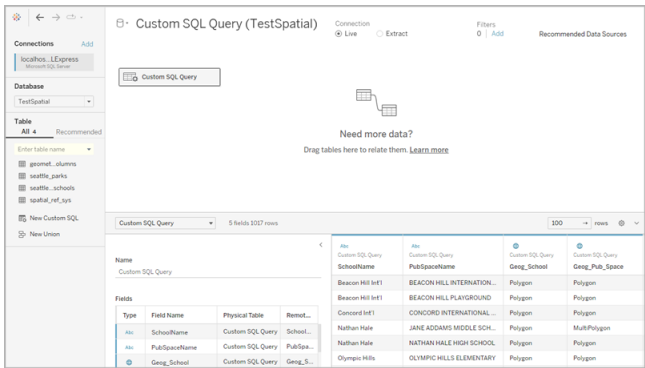 Connections Add
localhos...LExpress
Microsoft SQL Server
Database
TestSpatial
Table
All 4 Recommended
Enter table name
geomet...olumns
seattle_parks
seattle...schools
spatial_ref_sys
New Custom SQL
New Union
Custom SQL Query (TestSpatial)
Connection
Live Extract
Filters
0 Add
Recommended Data Sources
Custom SQL Query
Need more data?
Drag tables here to relate them. Learn more
Custom SQL Query 5 fields 1017 rows 100 rows
Name
Custom SQL Query
Fields
Type Field Name Physical Table Remot...
Abc SchoolName Custom SQL Query School...
Abc PubSpaceName Custom SQL Query PubSpa...
Geog_School Custom SQL Query Geog_S...
Abc Abc
Custom SQL Query Custom SQL Query Custom SQL Query Custom SQL Query
SchoolName PubSpaceName Geog_School Geog_Pub_Space
Beacon Hill Int'l BEACON HILL INTERNATION... Polygon Polygon
Beacon Hill Int'l BEACON HILL PLAYGROUND Polygon Polygon
Concord Int'l CONCORD INTERNATIONAL ... Polygon Polygon
Nathan Hale JANE ADDAMS MIDDLE SCH... Polygon MultiPolygon
Nathan Hale NATHAN HALE HIGH SCHOOL Polygon Polygon
Olympic Hills OLYMPIC HILLS ELEMENTARY Polygon Polygon